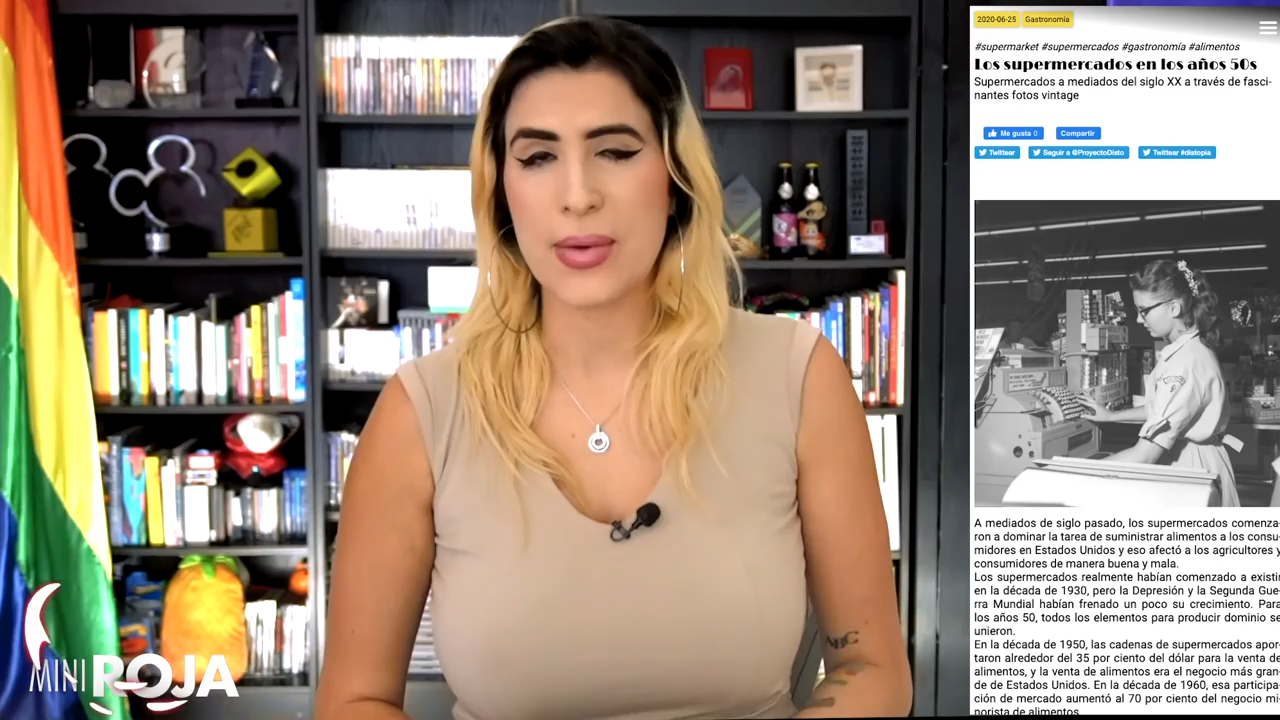 2020-06-25 Gastronomía
#supermarket #supermercados #gastronomía #alimentos
Los supermercados en los años 50s
Supermercados a mediados del siglo XX a través de fasci-
nantes fotos vintage
Me gusta 0 Compartir
Twittear Seguir a @ProyectoDisto Twittear #distopia
A mediados de siglo pasado, los supermercados comenza-
ron a dominar la tarea de suministrar alimentos a los consu-
midores en Estados Unidos y eso afectó a los agricultores y
consumidores de manera buena y mala.
Los supermercados realmente habían comenzado a existir
en la década de 1930, pero la Depresión y la Segunda Gue-
rra Mundial habían frenado un poco su crecimiento. Para
los años 50, todos los elementos para producir dominio se
unieron.
En la década de 1950, las cadenas de supermercados apor-
taron alrededor del 35 por ciento del dólar para la venta de
alimentos, y la venta de alimentos era el negocio más gran-
de de Estados Unidos. En la década de 1960, esa participa-
ción de mercado aumentó al 70 por ciento del negocio mi-
norista de alimentos
MINI ROJA